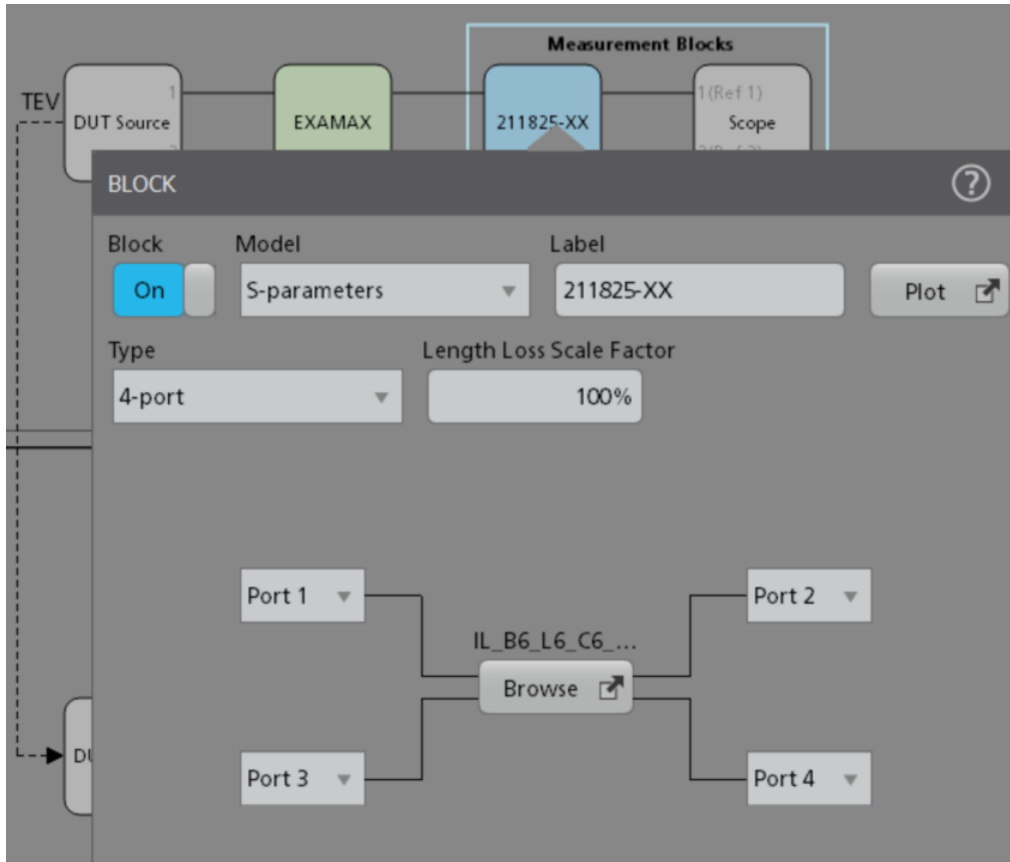 Measurement Blocks
TEV
DUT Source
1
EXAMAX
211825-XX
1(Ref 1)
Scope
BLOCK
?
Block
Model
Label
On
S-parameters
211825-XX
Plot
Type
Length Loss Scale Factor
4-port
100%
Port 1
Port 2
IL_B6_L6_C6_...
Browse
Port 3
Port 4
DU